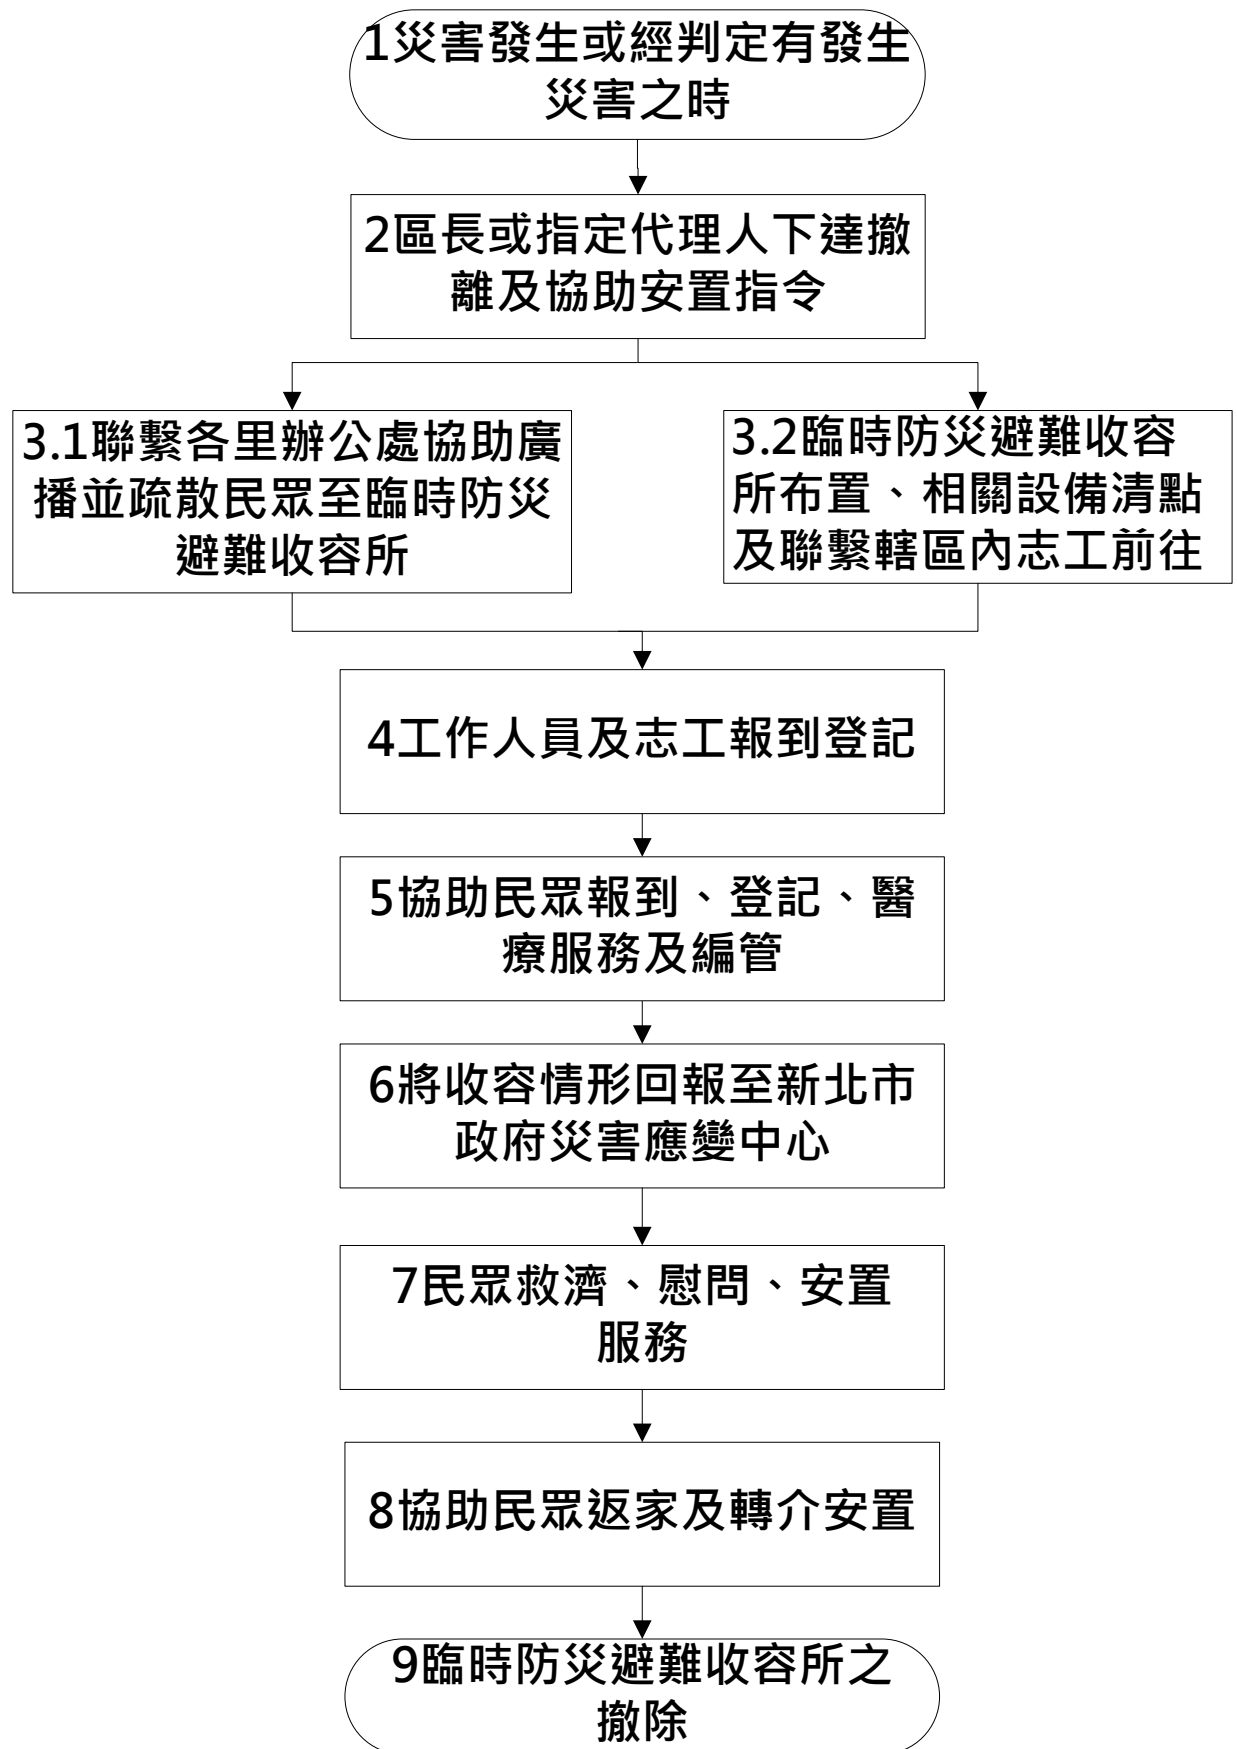 1災害發生或經判定有發生
災害之時
2區長或指定代理人下達撤
離及協助安置指令
3.1聯繫各里辦公處協助廣
播並疏散民眾至臨時防災
避難收容所
3.2臨時防災避難收容
所布置、相關設備清點
及聯繫轄區內志工前往
4工作人員及志工報到登記
5協助民眾報到、登記、醫
療服務及編管
6將收容情形回報至新北市
政府災害應變中心
7民眾救濟、慰問、安置
服務
8協助民眾返家及轉介安置
9臨時防災避難收容所之
撤除